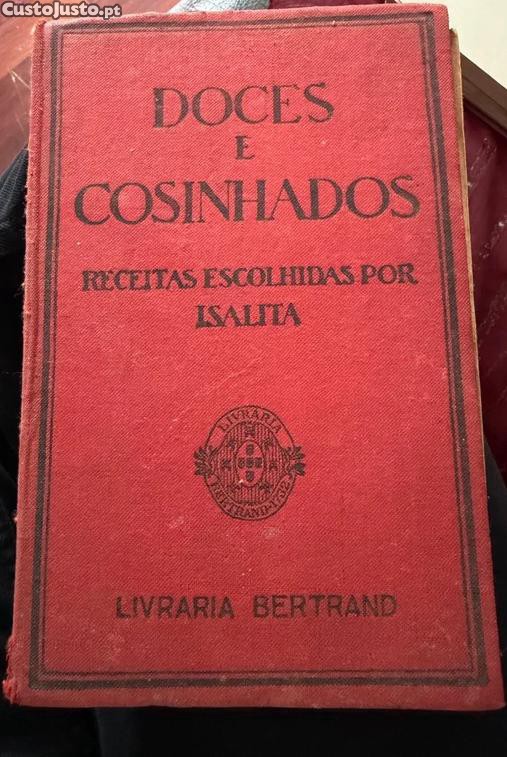 CustoJusto.pt
DOCES
E
COSINHADOS
RECEITAS ESCOLHIDAS POR
ISALITA
LIVRARIA
BERTRAND·1732
LIVRARIA BERTRAND